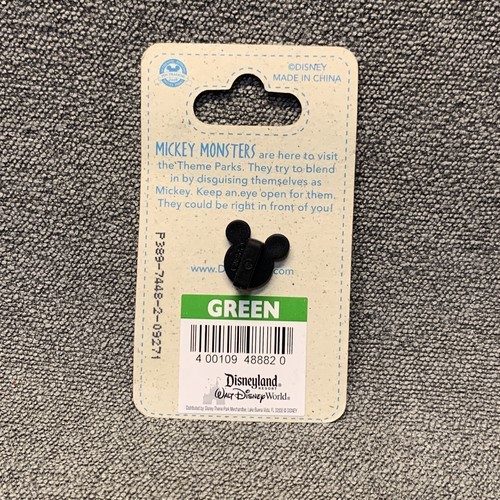 ©DISNEY
MADE IN CHINA
MICKEY MONSTERS are here to visit
the Theme Parks. They try to blend
in by disguising themselves as
Mickey. Keep an eye open for them.
They could be right in front of you!
P389-7448-2-09271
GREEN
4 00109 48882 0
Disneyland
RESORT
WALT DISNEY World®